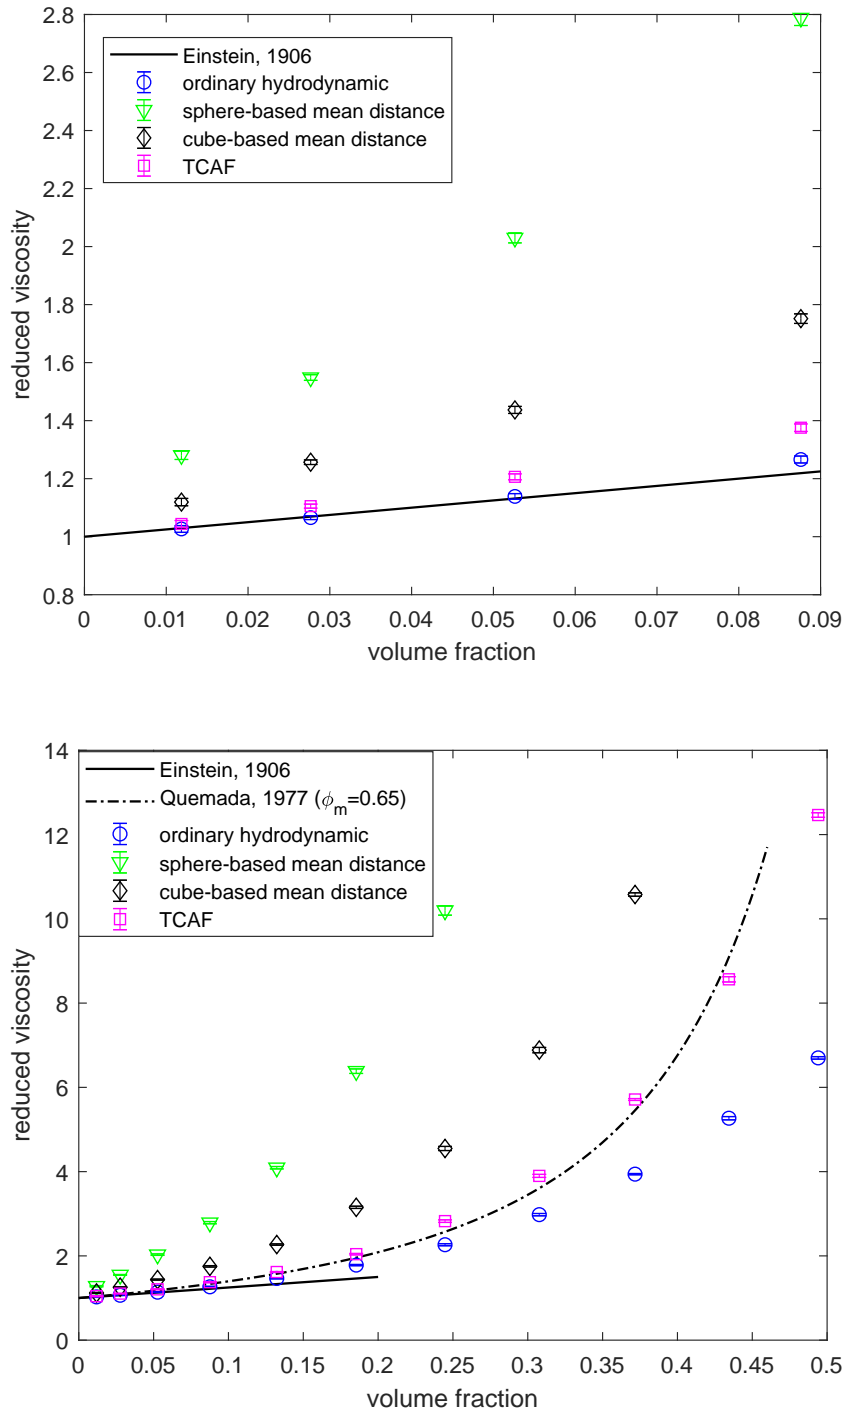 2.8
2.6
2.4
2.2
2
1.8
1.6
1.4
1.2
1
0.8
reduced viscosity
Einstein, 1906
ordinary hydrodynamic
sphere-based mean distance
cube-based mean distance
TCAF
0 0.01 0.02 0.03 0.04 0.05 0.06 0.07 0.08 0.09
volume fraction
14
12
10
8
6
4
2
0
reduced viscosity
Einstein, 1906
Quemada, 1977 (ϕm=0.65)
ordinary hydrodynamic
sphere-based mean distance
cube-based mean distance
TCAF
0 0.05 0.1 0.15 0.2 0.25 0.3 0.35 0.4 0.45 0.5
volume fraction